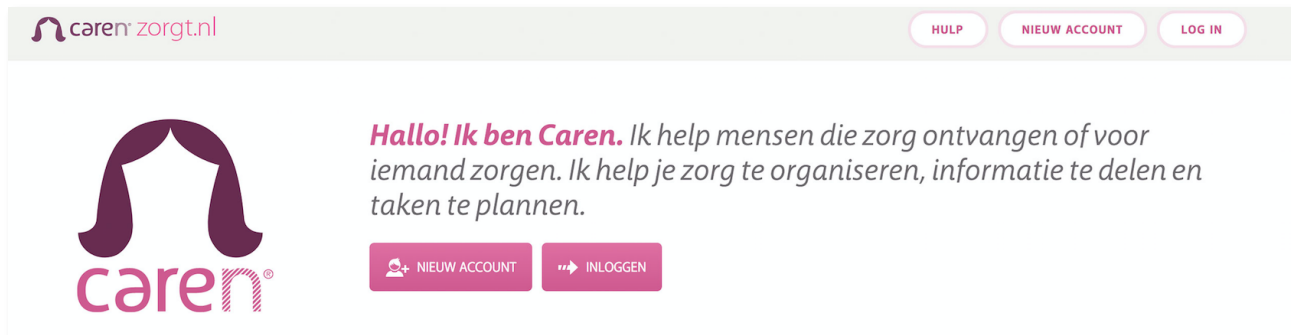 caren® zorgt.nl
HULP
NIEUW ACCOUNT
LOG IN
Hallo! Ik ben Caren. Ik help mensen die zorg ontvangen of voor
iemand zorgen. Ik help je zorg te organiseren, informatie te delen en
taken te plannen.
NIEUW ACCOUNT
INLOGGEN
caren®